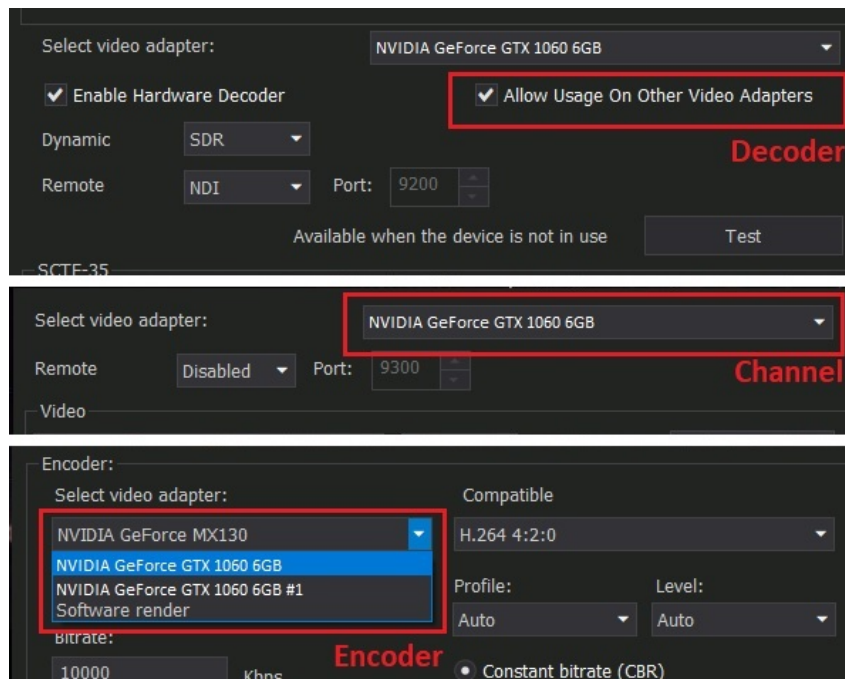 Select video adapter: NVIDIA GeForce GTX 1060 6GB
Enable Hardware Decoder Allow Usage On Other Video Adapters
Decoder
Dynamic SDR
Remote NDI Port: 9200
Available when the device is not in use Test
SCTE-35
Select video adapter: NVIDIA GeForce GTX 1060 6GB
Remote Disabled Port: 9300
Channel
Video
Encoder:
Select video adapter: Compatible
NVIDIA GeForce MX130 H.264 4:2:0
NVIDIA GeForce GTX 1060 6GB
NVIDIA GeForce GTX 1060 6GB #1 Profile: Level:
Software render Auto Auto
Bitrate:
Encoder
10000 Kbps Constant bitrate (CBR)